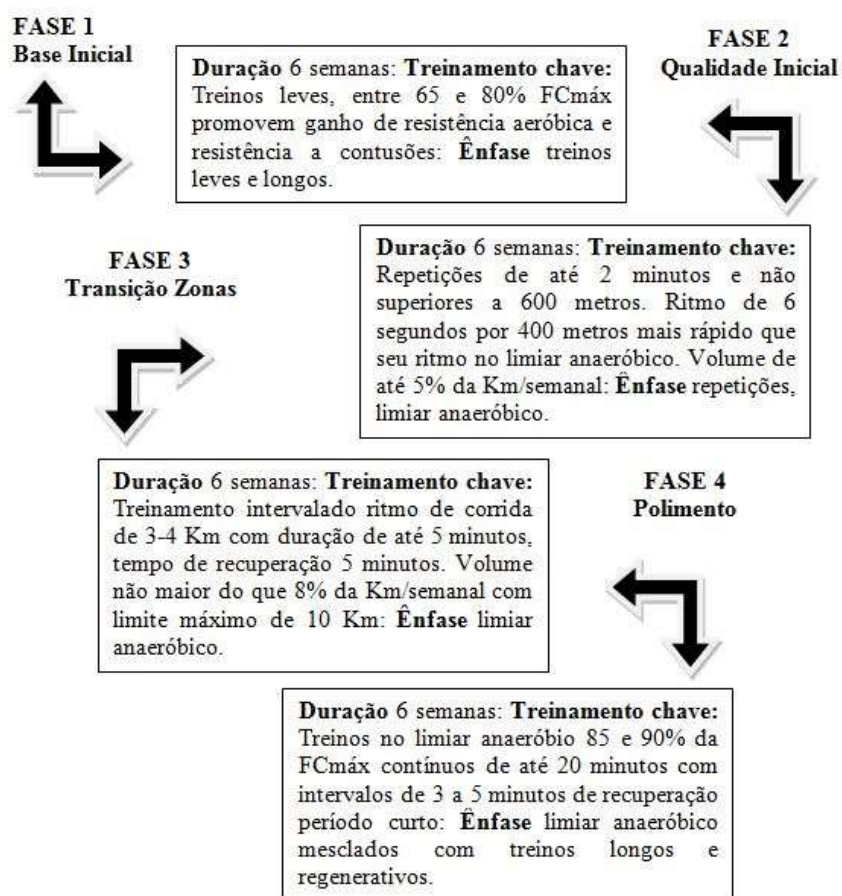 FASE 1
Base Inicial
Duração 6 semanas: Treinamento chave:
Treinos leves, entre 65 e 80% FCmáx
promovem ganho de resistência aeróbica e
resistência a contusões: Ênfase treinos
leves e longos.
FASE 2
Qualidade Inicial
Duração 6 semanas: Treinamento chave:
Repetições de até 2 minutos e não
superiores a 600 metros. Ritmo de 6
segundos por 400 metros mais rápido que
seu ritmo no limiar anaeróbico. Volume de
até 5% da Km/semanal: Ênfase repetições,
limiar anaeróbico.
FASE 3
Transição Zonas
Duração 6 semanas: Treinamento chave:
Treinamento intervalado ritmo de corrida
de 3-4 Km com duração de até 5 minutos,
tempo de recuperação 5 minutos. Volume
não maior do que 8% da Km/semanal com
limite máximo de 10 Km: Ênfase limiar
anaeróbico.
FASE 4
Polimento
Duração 6 semanas: Treinamento chave:
Treinos no limiar anaeróbio 85 e 90% da
FCmáx contínuos de até 20 minutos com
intervalos de 3 a 5 minutos de recuperação
período curto: Ênfase limiar anaeróbico
mesclados com treinos longos e
regenerativos.